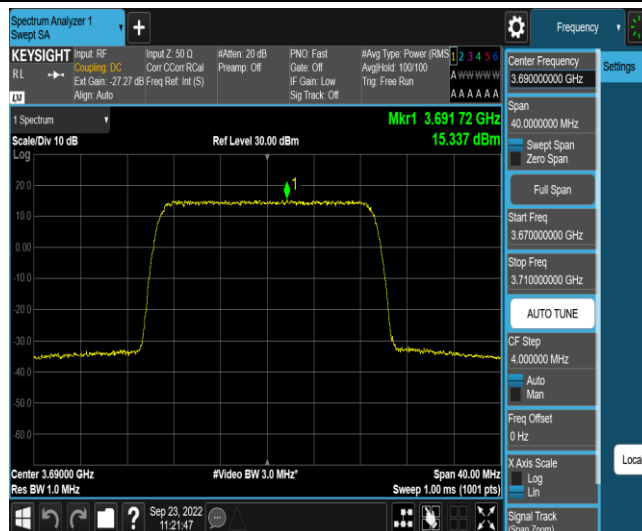 Spectrum Analyzer 1
Swept SA
Frequency
KEYSIGHT
RL
Input: RF
Coupling: DC
Ext Gain: -27.27 dB
Align: Auto
Input Z: 50 Ω
Corr CCorr RCal
Freq Ref: Int (S)
#Atten: 20 dB
Preamp: Off
PNO: Fast
Gate: Off
IF Gain: Low
Sig Track: Off
#Avg Type: Power (RMS
Avg|Hold: 100/100
Trig: Free Run
1 2 3 4 5 6
A W W W W W
A A A A A A
1 Spectrum
Scale/Div 10 dB
Log
Ref Level 30.00 dBm
Mkr1 3.691 72 GHz
15.337 dBm
1
20.0
10.0
0.00
-10.0
-20.0
-30.0
-40.0
-50.0
-60.0
Center 3.69000 GHz
Res BW 1.0 MHz
#Video BW 3.0 MHz*
Span 40.00 MHz
Sweep 1.00 ms (1001 pts)
?
Sep 23, 2022
11:21:47
Center Frequency
3.690000000 GHz
Span
40.0000000 MHz
Swept Span
Zero Span
Full Span
Start Freq
3.670000000 GHz
Stop Freq
3.710000000 GHz
AUTO TUNE
CF Step
4.000000 MHz
Auto
Man
Freq Offset
0 Hz
X Axis Scale
Log
Lin
Signal Track
(Span Zoom)
Settings
Local